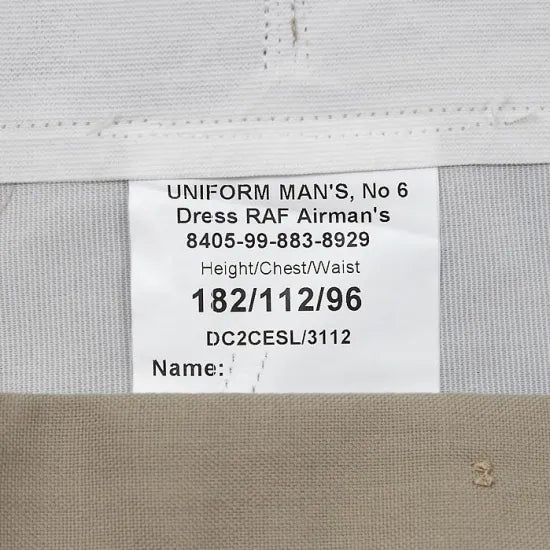 UNIFORM MAN'S, No 6
Dress RAF Airman's
8405-99-883-8929
Height/Chest/Waist
182/112/96
DC2CESL/3112
Name: